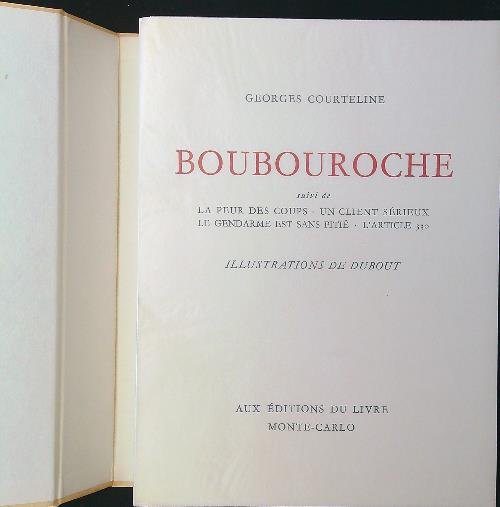 GEORGES COURTELINE
BOUBOUROCHE
suivi de
LA PEUR DES COUPS · UN CLIENT SÉRIEUX
LE GENDARME EST SANS PITIÉ · L'ARTICLE 330
ILLUSTRATIONS DE DUBOUT
AUX ÉDITIONS DU LIVRE
MONTE-CARLO